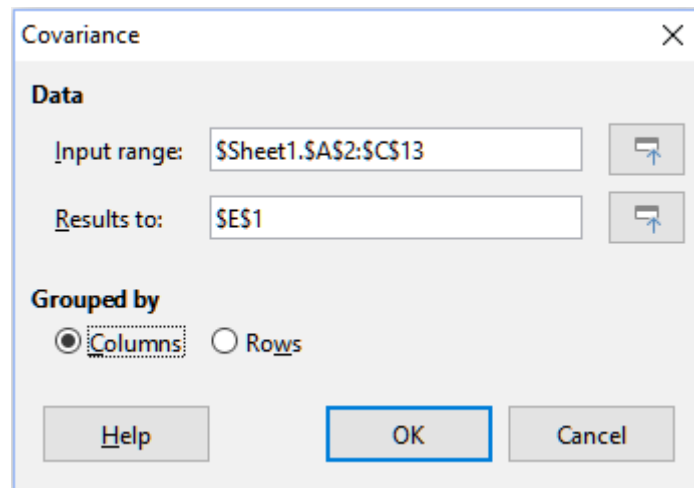 Covariance
Data
Input range: $Sheet1.$A$2:$C$13
Results to: $E$1
Grouped by
Columns Rows
Help OK Cancel